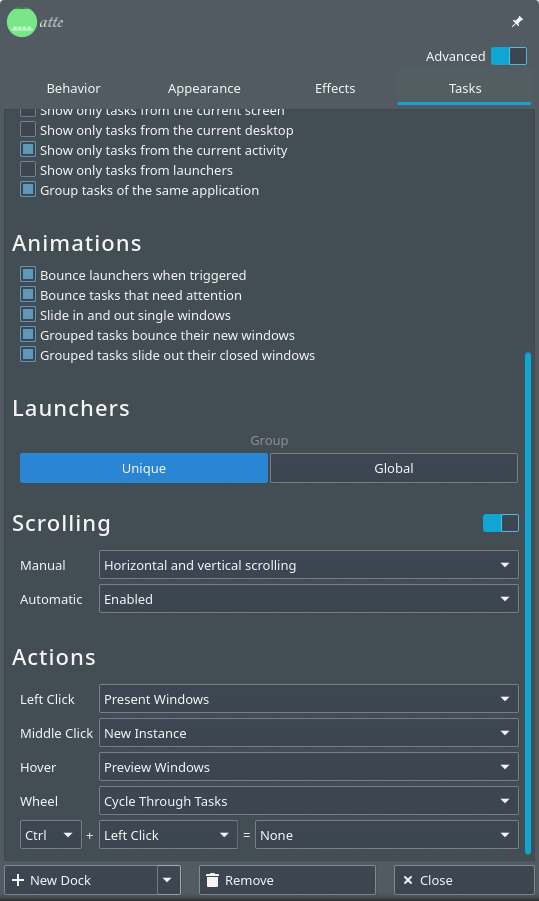 atte
Advanced
Behavior Appearance Effects Tasks
Show only tasks from the current screen
Show only tasks from the current desktop
Show only tasks from the current activity
Show only tasks from launchers
Group tasks of the same application
Animations
Bounce launchers when triggered
Bounce tasks that need attention
Slide in and out single windows
Grouped tasks bounce their new windows
Grouped tasks slide out their closed windows
Launchers
Group
Unique Global
Scrolling
Manual Horizontal and vertical scrolling
Automatic Enabled
Actions
Left Click Present Windows
Middle Click New Instance
Hover Preview Windows
Wheel Cycle Through Tasks
Ctrl + Left Click = None
New Dock Remove Close